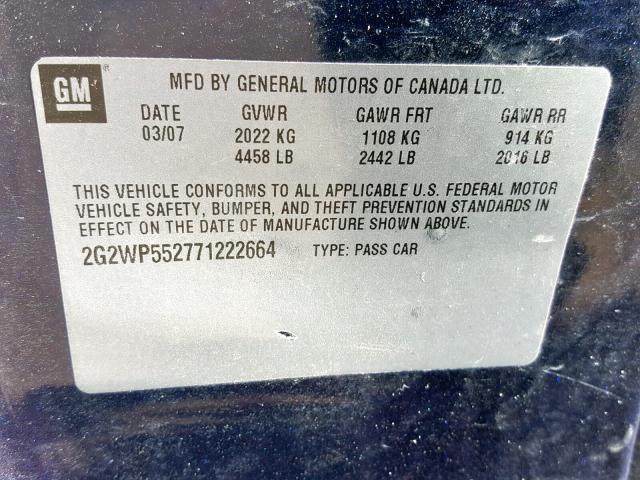 GM
MFD BY GENERAL MOTORS OF CANADA LTD.
DATE GVWR GAWR FRT GAWR RR
03/07 2022 KG 1108 KG 914 KG
4458 LB 2442 LB 2016 LB
THIS VEHICLE CONFORMS TO ALL APPLICABLE U.S. FEDERAL MOTOR
VEHICLE SAFETY, BUMPER, AND THEFT PREVENTION STANDARDS IN
EFFECT ON THE DATE OF MANUFACTURE SHOWN ABOVE.
2G2WP552771222664 TYPE: PASS CAR